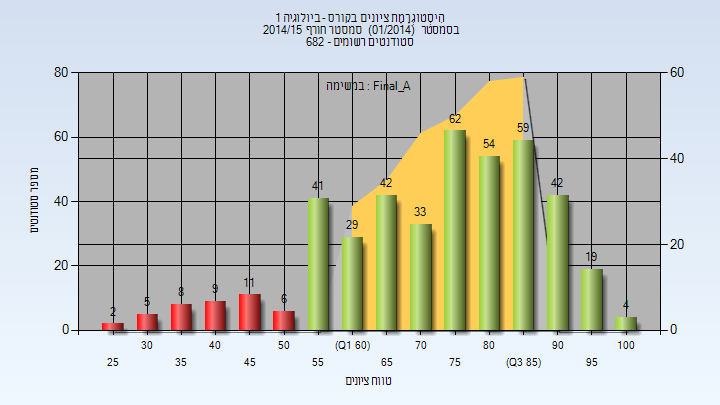 היסטוגרמת ציונים בקורס - ביולוגיה 1
בסמסטר (01/2014) סמסטר חורף 2014/15
סטודנטים רשומים - 682
במשימה : Final_A
80 60 40 20 0
60 40 20 0
מספר סטודנטים
2 5 8 9 11 6 41 29 42 33 62 54 59 42 19 4
30 40 50 (Q1 60) 70 80 90 100
25 35 45 55 65 75 (Q3 85) 95
טווח ציונים